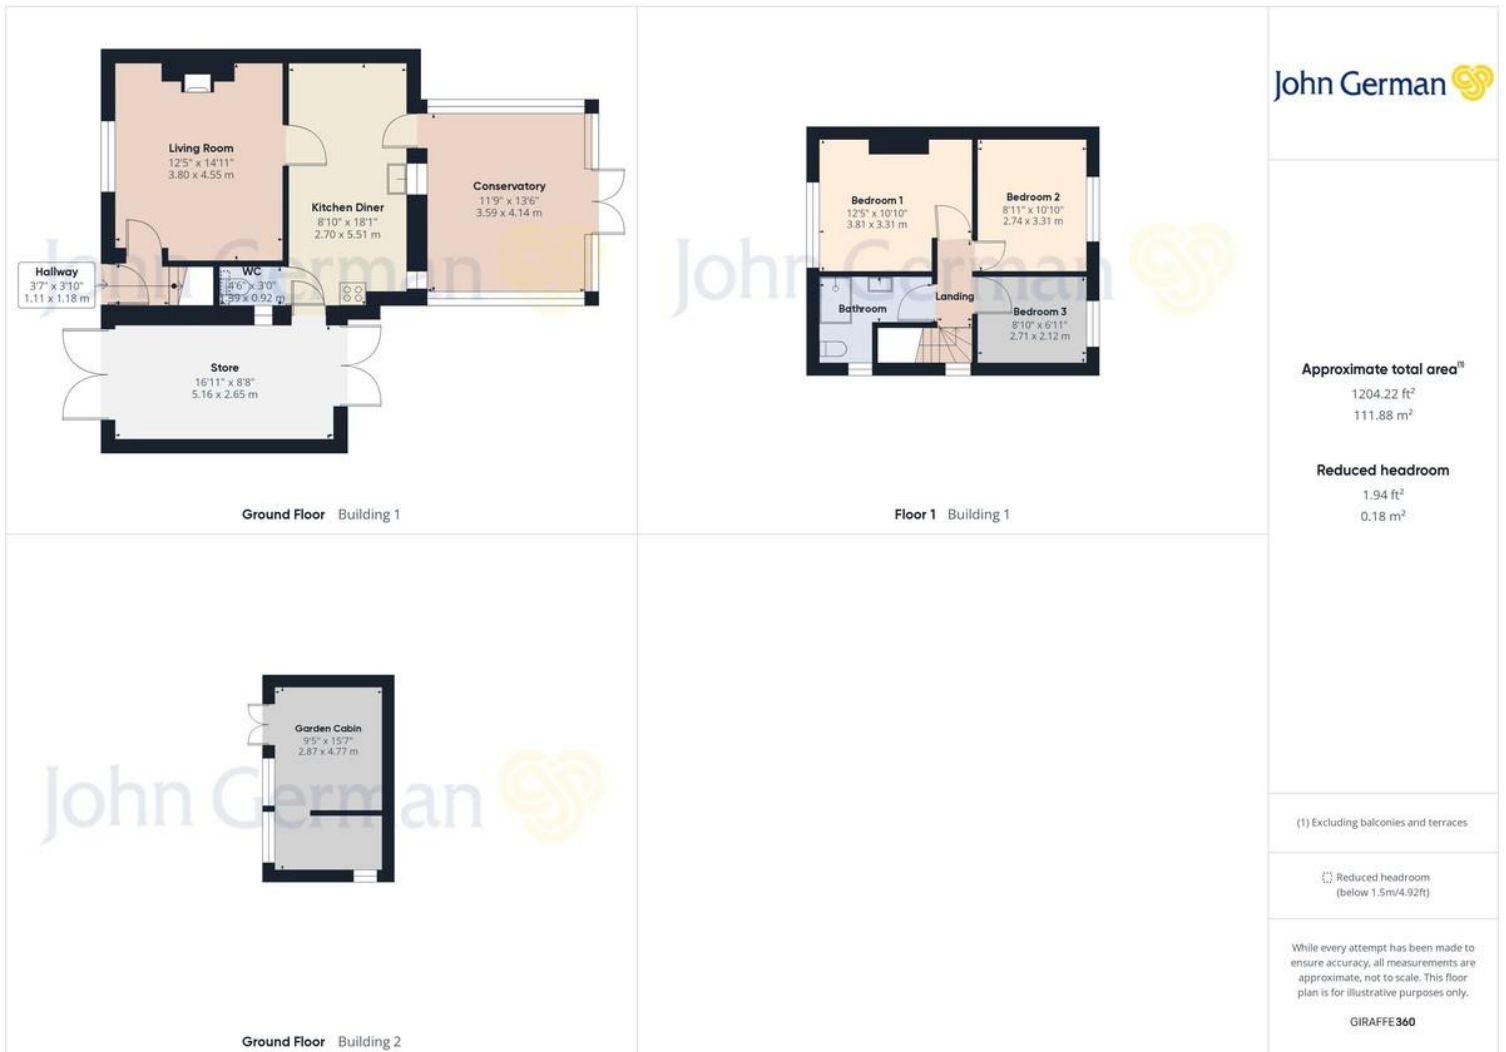 John German
Living Room
12'5" x 14'11"
3.80 x 4.55 m
Kitchen Diner
8'10" x 18'1"
2.70 x 5.51 m
Conservatory
11'9" x 13'6"
3.59 x 4.14 m
Hallway
3'7" x 3'10"
1.11 x 1.18 m
WC
4'6" x 3'0"
x 0.92 m
Store
16'11" x 8'8"
5.16 x 2.65 m
John German
Ground Floor Building 1
Bedroom 1
12'5" x 10'10"
3.81 x 3.31 m
Bedroom 2
8'11" x 10'10"
2.74 x 3.31 m
Landing
Bathroom
Bedroom 3
8'10" x 6'11"
2.71 x 2.12 m
John German
Floor 1 Building 1
Garden Cabin
9'5" x 15'7"
2.87 x 4.77 m
John German
Ground Floor Building 2
Approximate total area(1)
1204.22 ft²
111.88 m²
Reduced headroom
1.94 ft²
0.18 m²
(1) Excluding balconies and terraces
Reduced headroom
(below 1.5m/4.92ft)
While every attempt has been made to
ensure accuracy, all measurements are
approximate, not to scale. This floor
plan is for illustrative purposes only.
GIRAFFE360